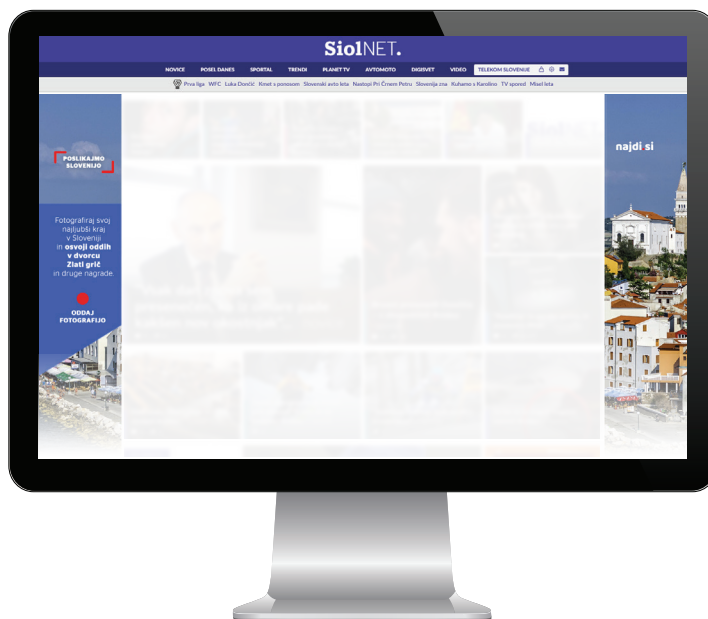 SiolNET.
NOVICE POSEL DANES SPORTAL TRENDI PLANET TV AVTOMOTO DIGISVET VIDEO TELEKOM SLOVENIJE
Prva liga WFC Luka Dončić Kmet s ponosom Slovenski avto leta Nastopi Pri Črnem Petru Slovenija zna Kuhamo s Karolino TV spored Misel leta
POSLIKAJMO
SLOVENIJO
Fotografiraj svoj
najljubši kraj
v Sloveniji
in osvoji oddih
v dvorcu
Zlati grič
in druge nagrade
ODDAJ
FOTOGRAFIJO
najdi.si